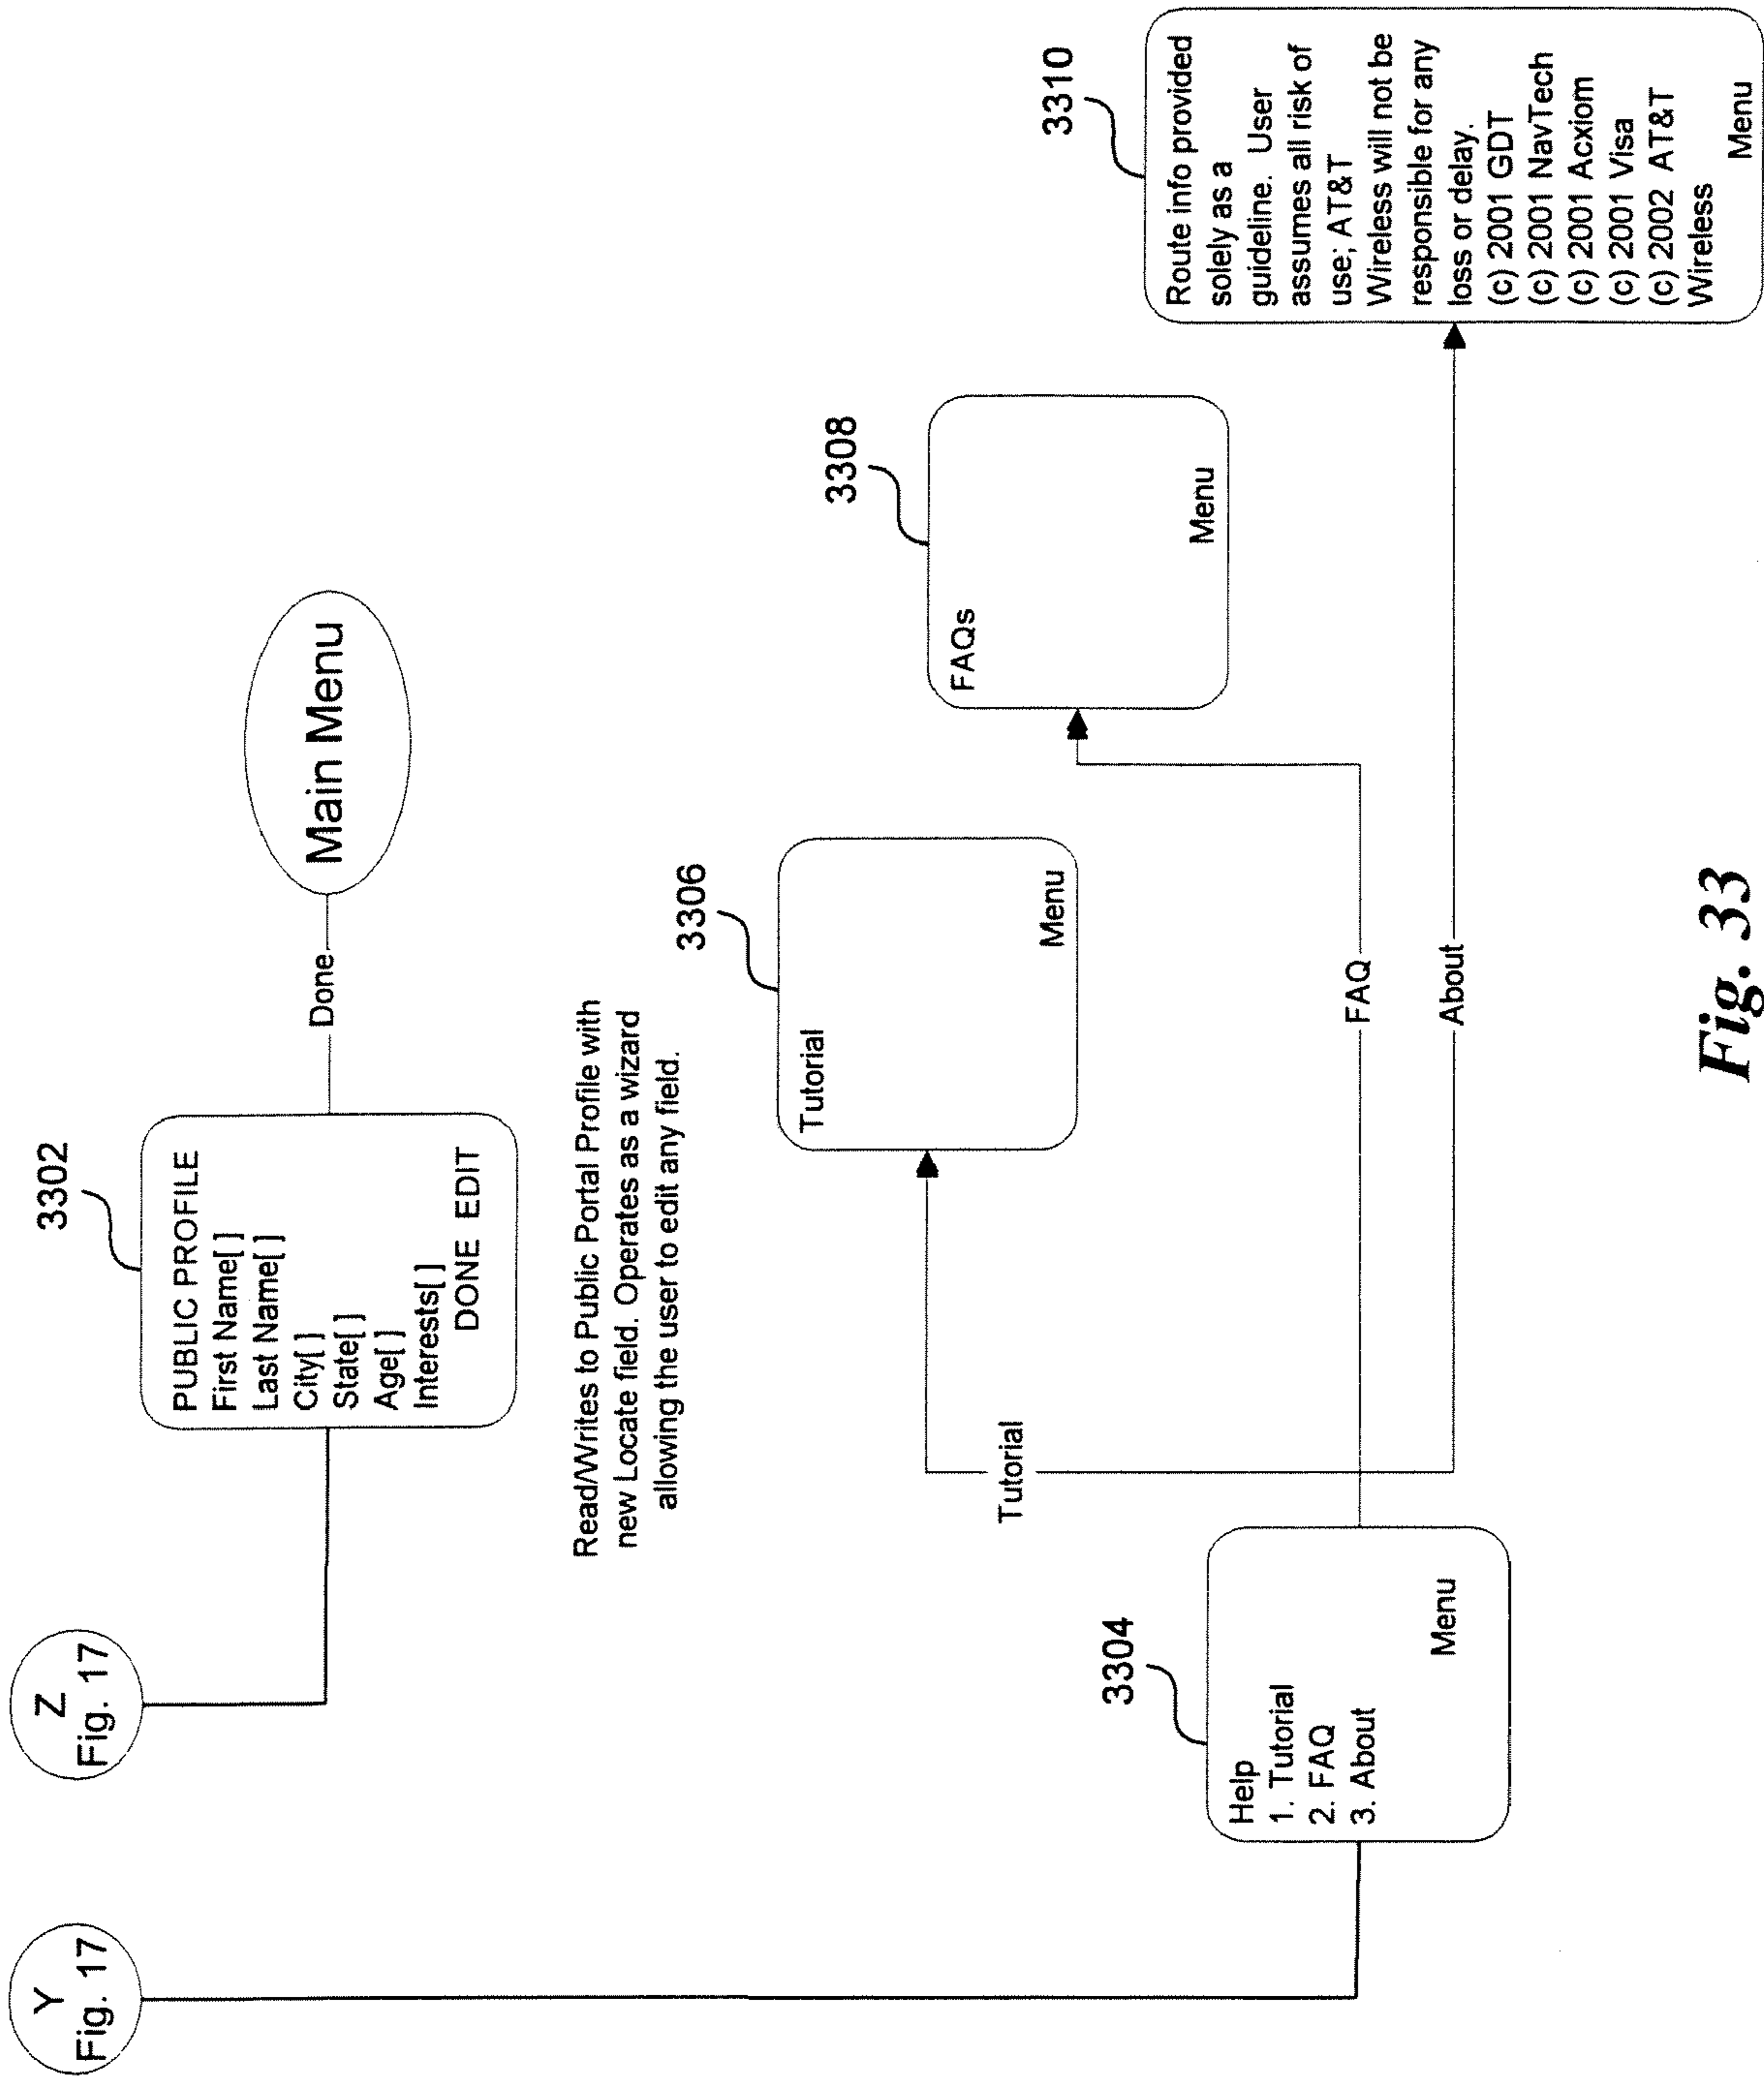 Y
Fig. 17
Z
Fig. 17
3302
PUBLIC PROFILE
First Name[ ]
Last Name[ ]
City[ ]
State[ ]
Age[ ]
Interests[ ]
DONE EDIT
Done
Main Menu
Read/Writes to Public Portal Profile with
new Locate field. Operates as a wizard
allowing the user to edit any field.
3304
Help
1. Tutorial
2. FAQ
3. About
Menu
Tutorial
FAQ
About
3306
Tutorial
Menu
3308
FAQs
Menu
3310
Route info provided
solely as a
guideline. User
assumes all risk of
use; AT&T
Wireless will not be
responsible for any
loss or delay.
(c) 2001 GDT
(c) 2001 NavTech
(c) 2001 Acxiom
(c) 2001 Visa
(c) 2002 AT&T
Wireless
Menu
Fig. 33